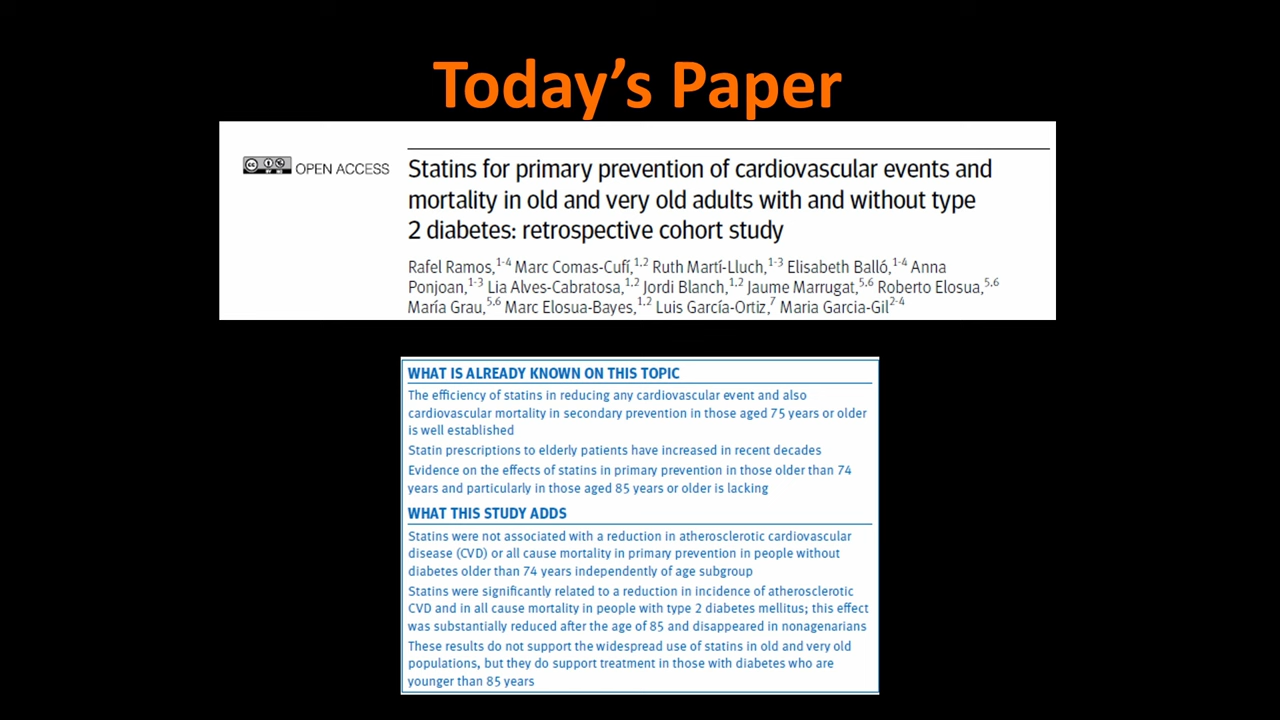 Today's Paper
OPEN ACCESS
Statins for primary prevention of cardiovascular events and
mortality in old and very old adults with and without type
2 diabetes: retrospective cohort study
Rafel Ramos,1-4 Marc Comas-Cufí,1,2 Ruth Martí-Lluch,1-3 Elisabeth Balló,1-4 Anna
Ponjoan,1-3 Lia Alves-Cabratosa,1,2 Jordi Blanch,1,2 Jaume Marrugat,5,6 Roberto Elosua,5,6
María Grau,5,6 Marc Elosua-Bayes,1,2 Luis García-Ortiz,7 Maria Garcia-Gil2-4
WHAT IS ALREADY KNOWN ON THIS TOPIC
The efficiency of statins in reducing any cardiovascular event and also
cardiovascular mortality in secondary prevention in those aged 75 years or older
is well established
Statin prescriptions to elderly patients have increased in recent decades
Evidence on the effects of statins in primary prevention in those older than 74
years and particularly in those aged 85 years or older is lacking
WHAT THIS STUDY ADDS
Statins were not associated with a reduction in atherosclerotic cardiovascular
disease (CVD) or all cause mortality in primary prevention in people without
diabetes older than 74 years independently of age subgroup
Statins were significantly related to a reduction in incidence of atherosclerotic
CVD and in all cause mortality in people with type 2 diabetes mellitus; this effect
was substantially reduced after the age of 85 and disappeared in nonagenarians
These results do not support the widespread use of statins in old and very old
populations, but they do support treatment in those with diabetes who are
younger than 85 years